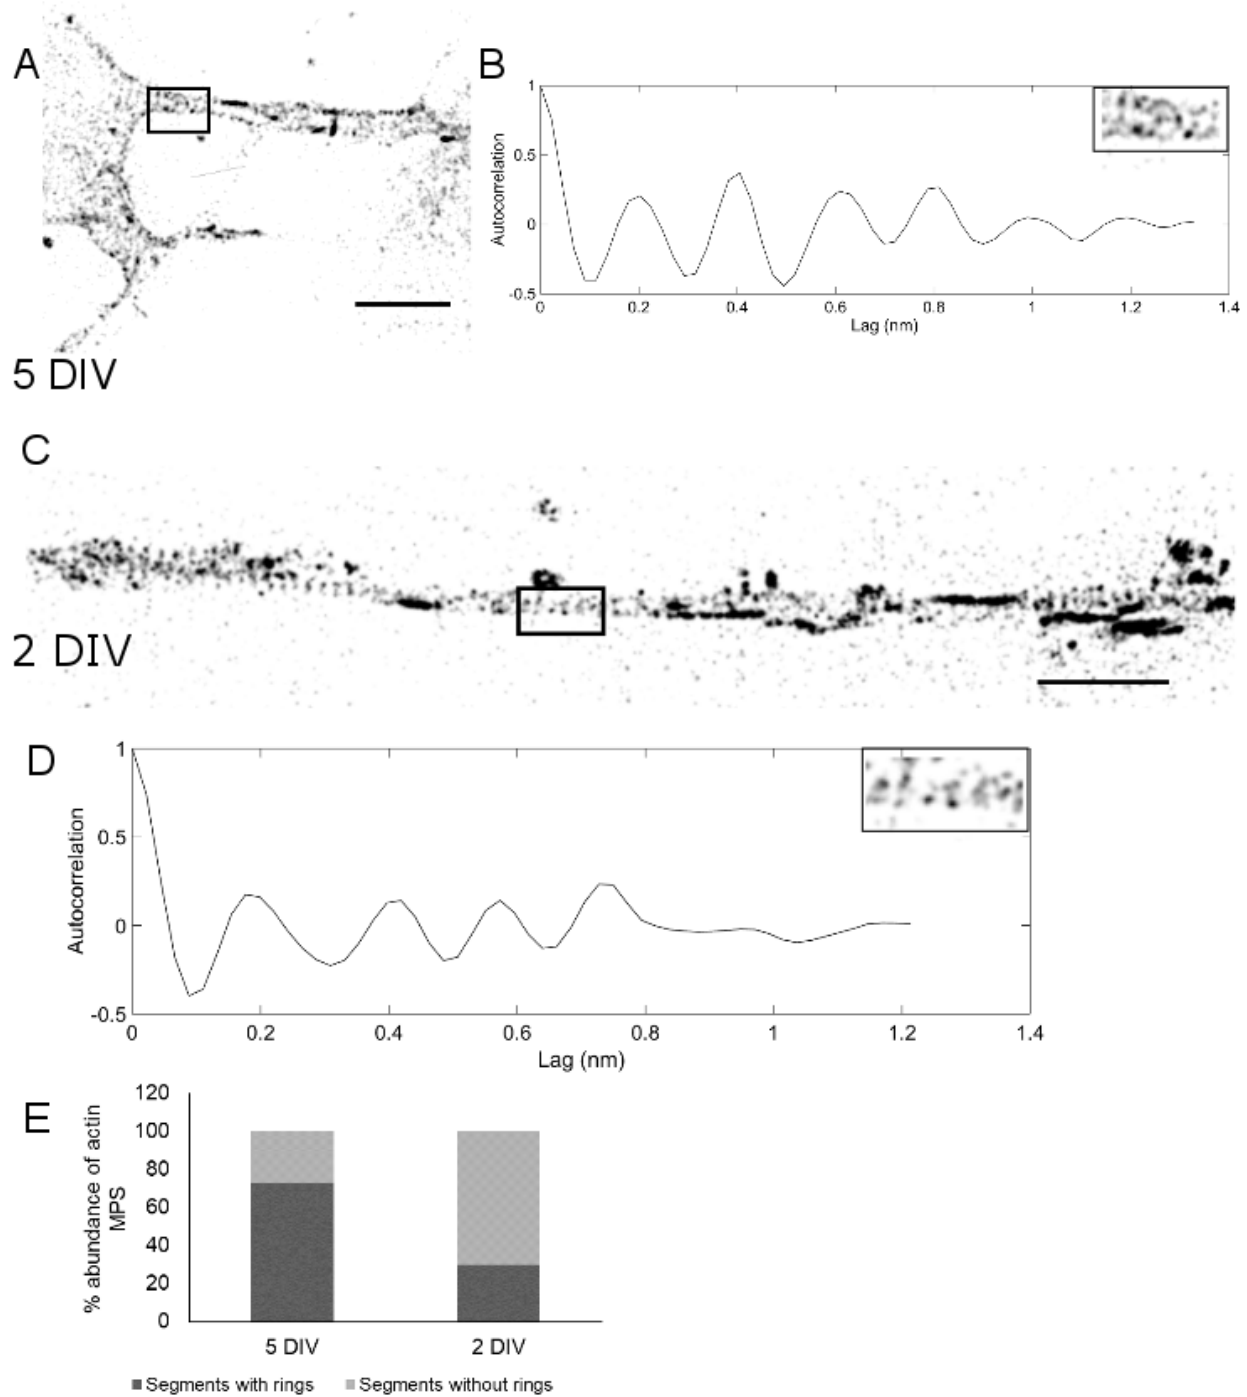 A
B
1
0.5
0
-0.5
Autocorrelation
0 0.2 0.4 0.6 0.8 1 1.2 1.4
Lag (nm)
5 DIV
C
2 DIV
D
1
0.5
0
-0.5
Autocorrelation
0 0.2 0.4 0.6 0.8 1 1.2 1.4
Lag (nm)
E
120
100
80
60
40
20
0
% abundance of actin
MPS
5 DIV 2 DIV
Segments with rings Segments without rings